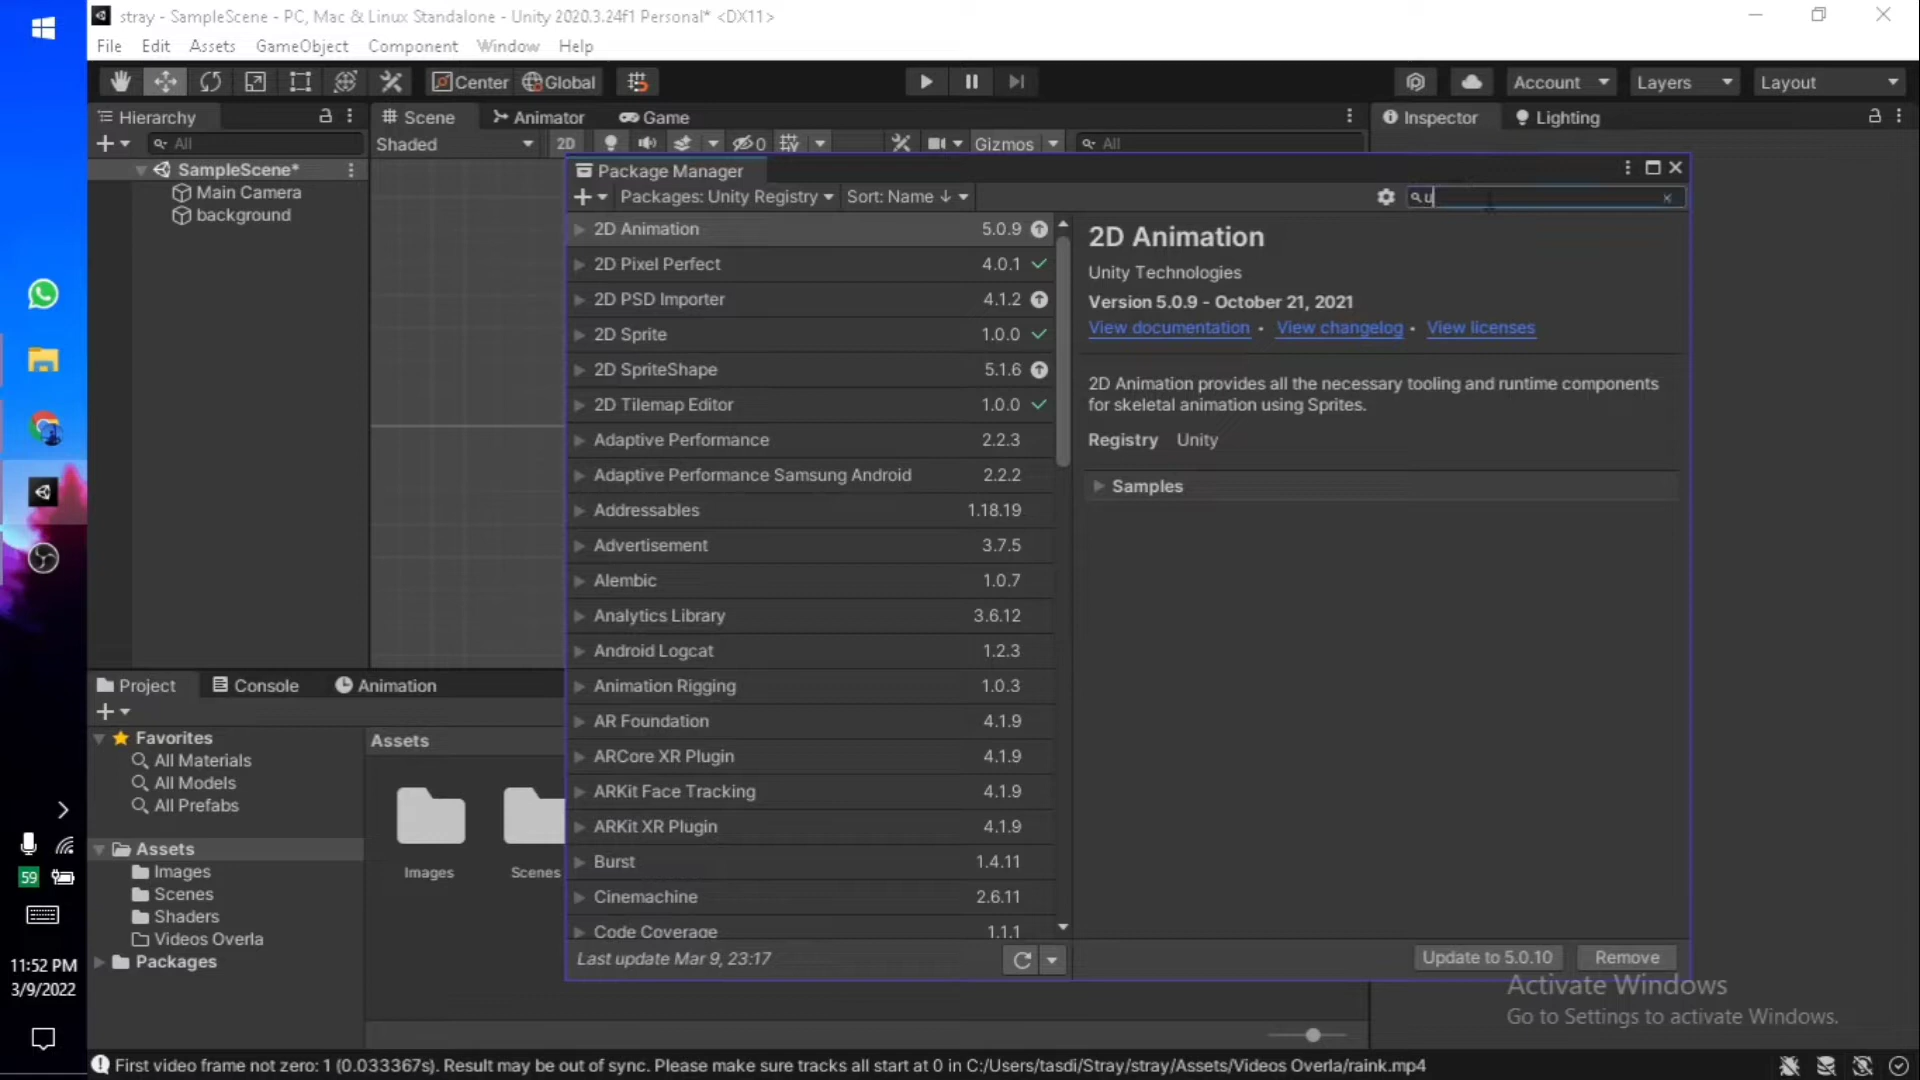 stray - SampleScene - PC, Mac & Linux Standalone - Unity 2020.3.24f1 Personal* <DX11>
File Edit Assets GameObject Component Window Help
Center Global Account Layers Layout
Hierarchy Scene Animator Game Inspector Lighting
All Shaded 2D 0 Gizmos All
SampleScene*
Main Camera
background
Package Manager
Packages: Unity Registry Sort: Name ↓ u
2D Animation 5.0.9
2D Pixel Perfect 4.0.1
2D PSD Importer 4.1.2
2D Sprite 1.0.0
2D SpriteShape 5.1.6
2D Tilemap Editor 1.0.0
Adaptive Performance 2.2.3
Adaptive Performance Samsung Android 2.2.2
Addressables 1.18.19
Advertisement 3.7.5
Alembic 1.0.7
Analytics Library 3.6.12
Android Logcat 1.2.3
Animation Rigging 1.0.3
AR Foundation 4.1.9
ARCore XR Plugin 4.1.9
ARKit Face Tracking 4.1.9
ARKit XR Plugin 4.1.9
Burst 1.4.11
Cinemachine 2.6.11
Code Coverage 1.1.1
Last update Mar 9, 23:17
2D Animation
Unity Technologies
Version 5.0.9 - October 21, 2021
View documentation • View changelog • View licenses
2D Animation provides all the necessary tooling and runtime components
for skeletal animation using Sprites.
Registry Unity
Samples
Update to 5.0.10 Remove
Activate Windows
Go to Settings to activate Windows.
Project Console Animation
Favorites
All Materials
All Models
All Prefabs
Assets
Images
Scenes
Shaders
Videos Overla
Packages
Assets
Images Scenes
59
11:52 PM
3/9/2022
First video frame not zero: 1 (0.033367s). Result may be out of sync. Please make sure tracks all start at 0 in C:/Users/tasdi/Stray/stray/Assets/Videos Overla/raink.mp4